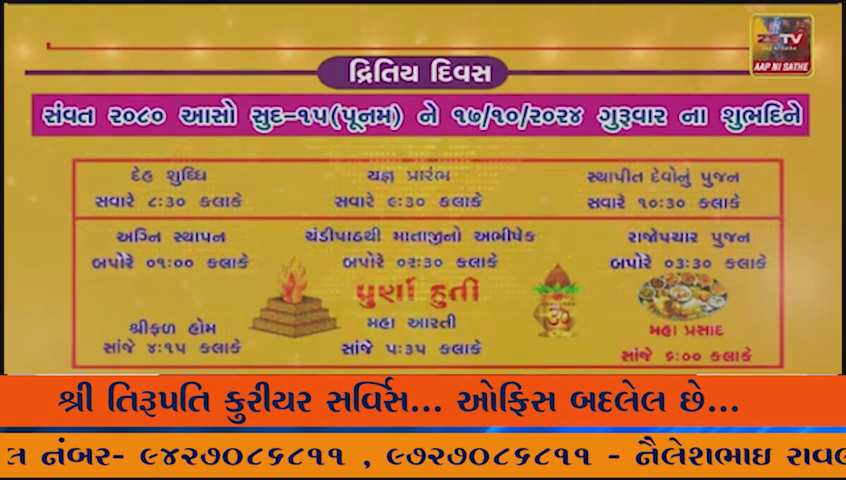 ZSTV
AAP NI SATHE
દ્રિતિય દિવસ
સંવત ૨૦૮૦ આસો સુદ-૧૫(પૂનમ) ને ૧૭/૧૦/૨૦૨૪ ગુરૂવાર ના શુભદિને
દેહ શુધ્ધિ યજ્ઞ પ્રારંભ સ્થાપીત દેવોનું પુજન
સવારે ૮:૩૦ કલાકે સવારે ૯:૩૦ કલાકે સવારે ૧૦:૩૦ કલાકે
અગ્નિ સ્થાપન ચંડીપાઠથી માતાજીનો અભીષેક રાજોપચાર પુજન
બપોરે ૦૧:૦૦ કલાકે બપોરે ૦૨:૩૦ કલાકે બપોરે ૦૩:૩૦ કલાકે
પુર્ણા હુતી
શ્રીફળ હોમ મહા આરતી મહા પ્રસાદ
સાંજે ૪:૧૫ કલાકે સાંજે ૫:૩૫ કલાકે સાંજે ૬:૦૦ કલાકે
શ્રી તિરૂપતિ કુરીયર સર્વિસ... ઓફિસ બદલેલ છે...
લ નંબર- ૯૪૨૭૦૮૬૮૧૧ , ૯૭૨૭૦૮૬૮૧૧ - નૈલેશભાઇ રાવલ